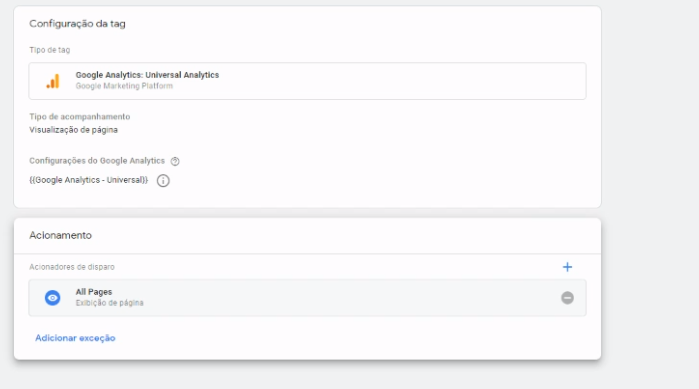 Configuração da tag
Tipo de tag
Google Analytics: Universal Analytics
Google Marketing Platform
Tipo de acompanhamento
Visualização de página
Configurações do Google Analytics
{{Google Analytics - Universal}}
Acionamento
Acionadores de disparo
All Pages
Exibição de página
Adicionar exceção